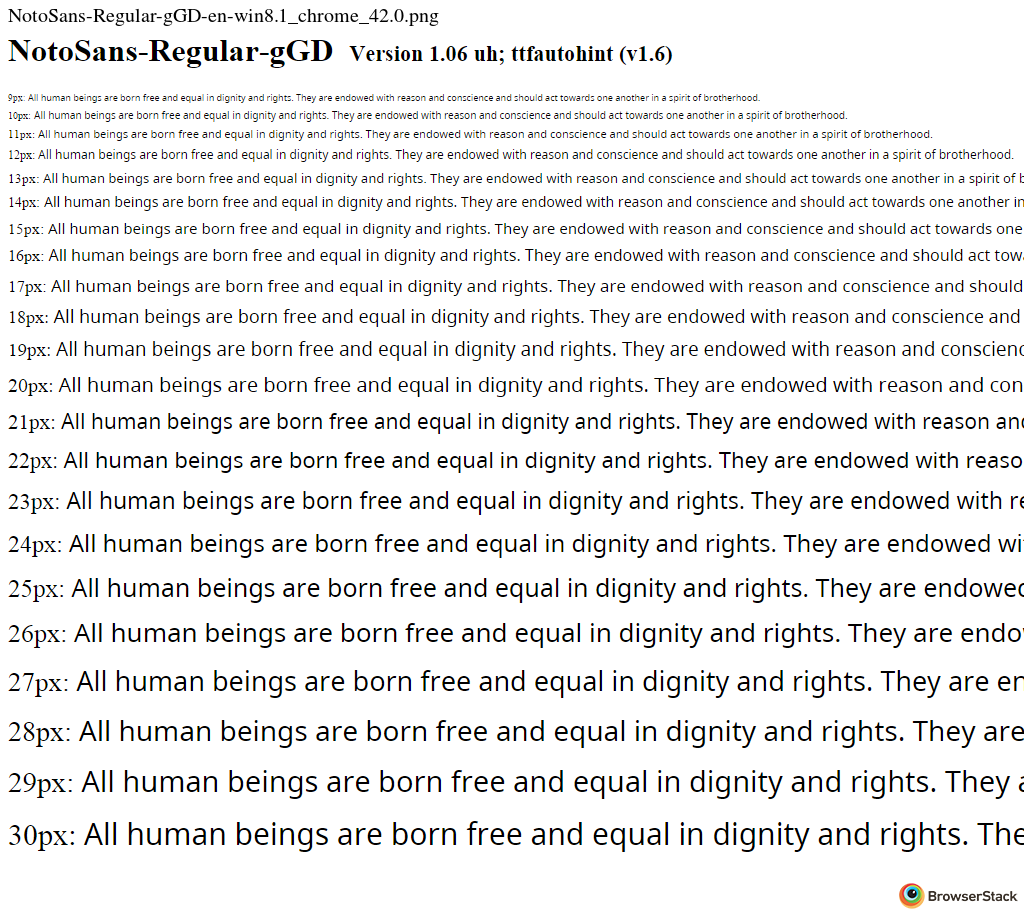 NotoSans-Regular-gGD-en-win8.1_chrome_42.0.png
NotoSans-Regular-gGD Version 1.06 uh; ttfautohint (v1.6)
9px: All human beings are born free and equal in dignity and rights. They are endowed with reason and conscience and should act towards one another in a spirit of brotherhood.
10px: All human beings are born free and equal in dignity and rights. They are endowed with reason and conscience and should act towards one another in a spirit of brotherhood.
11px: All human beings are born free and equal in dignity and rights. They are endowed with reason and conscience and should act towards one another in a spirit of brotherhood.
12px: All human beings are born free and equal in dignity and rights. They are endowed with reason and conscience and should act towards one another in a spirit of brotherhood.
13px: All human beings are born free and equal in dignity and rights. They are endowed with reason and conscience and should act towards one another in a spirit of
14px: All human beings are born free and equal in dignity and rights. They are endowed with reason and conscience and should act towards one another in
15px: All human beings are born free and equal in dignity and rights. They are endowed with reason and conscience and should act towards one
16px: All human beings are born free and equal in dignity and rights. They are endowed with reason and conscience and should act tow
17px: All human beings are born free and equal in dignity and rights. They are endowed with reason and conscience and should
18px: All human beings are born free and equal in dignity and rights. They are endowed with reason and conscience and
19px: All human beings are born free and equal in dignity and rights. They are endowed with reason and conscienc
20px: All human beings are born free and equal in dignity and rights. They are endowed with reason and con
21px: All human beings are born free and equal in dignity and rights. They are endowed with reason an
22px: All human beings are born free and equal in dignity and rights. They are endowed with reaso
23px: All human beings are born free and equal in dignity and rights. They are endowed with re
24px: All human beings are born free and equal in dignity and rights. They are endowed wi
25px: All human beings are born free and equal in dignity and rights. They are endowed
26px: All human beings are born free and equal in dignity and rights. They are endo
27px: All human beings are born free and equal in dignity and rights. They are en
28px: All human beings are born free and equal in dignity and rights. They are
29px: All human beings are born free and equal in dignity and rights. They a
30px: All human beings are born free and equal in dignity and rights. The
BrowserStack